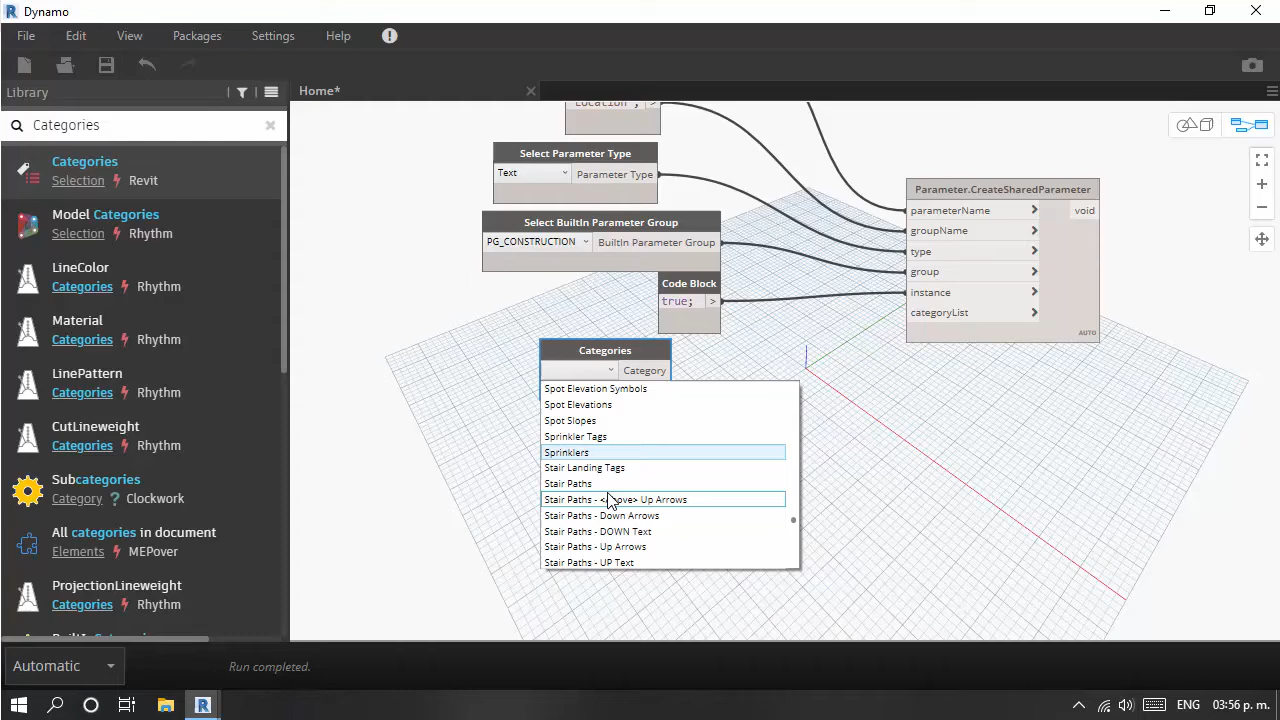 Dynamo
File Edit View Packages Settings Help
Library
Home*
Categories
Categories
Selection Revit
Model Categories
Selection Rhythm
LineColor
Categories Rhythm
Material
Categories Rhythm
LinePattern
Categories Rhythm
CutLineweight
Categories Rhythm
Subcategories
Category ? Clockwork
All categories in document
Elements MEPover
ProjectionLineweight
Categories Rhythm
Location";
>
Select Parameter Type
Text Parameter Type
Select BuiltIn Parameter Group
PG_CONSTRUCTION BuiltIn Parameter Group
Code Block
true; >
Categories
Category
Spot Elevation Symbols
Spot Elevations
Spot Slopes
Sprinkler Tags
Sprinklers
Stair Landing Tags
Stair Paths
Stair Paths - Up Arrows
Stair Paths - Down Arrows
Stair Paths - DOWN Text
Stair Paths - Up Arrows
Stair Paths - UP Text
Parameter.CreateSharedParameter
parameterName > void
groupName >
type >
group >
instance >
categoryList >
AUTO
Automatic
Run completed.
ENG 03:56 p. m.